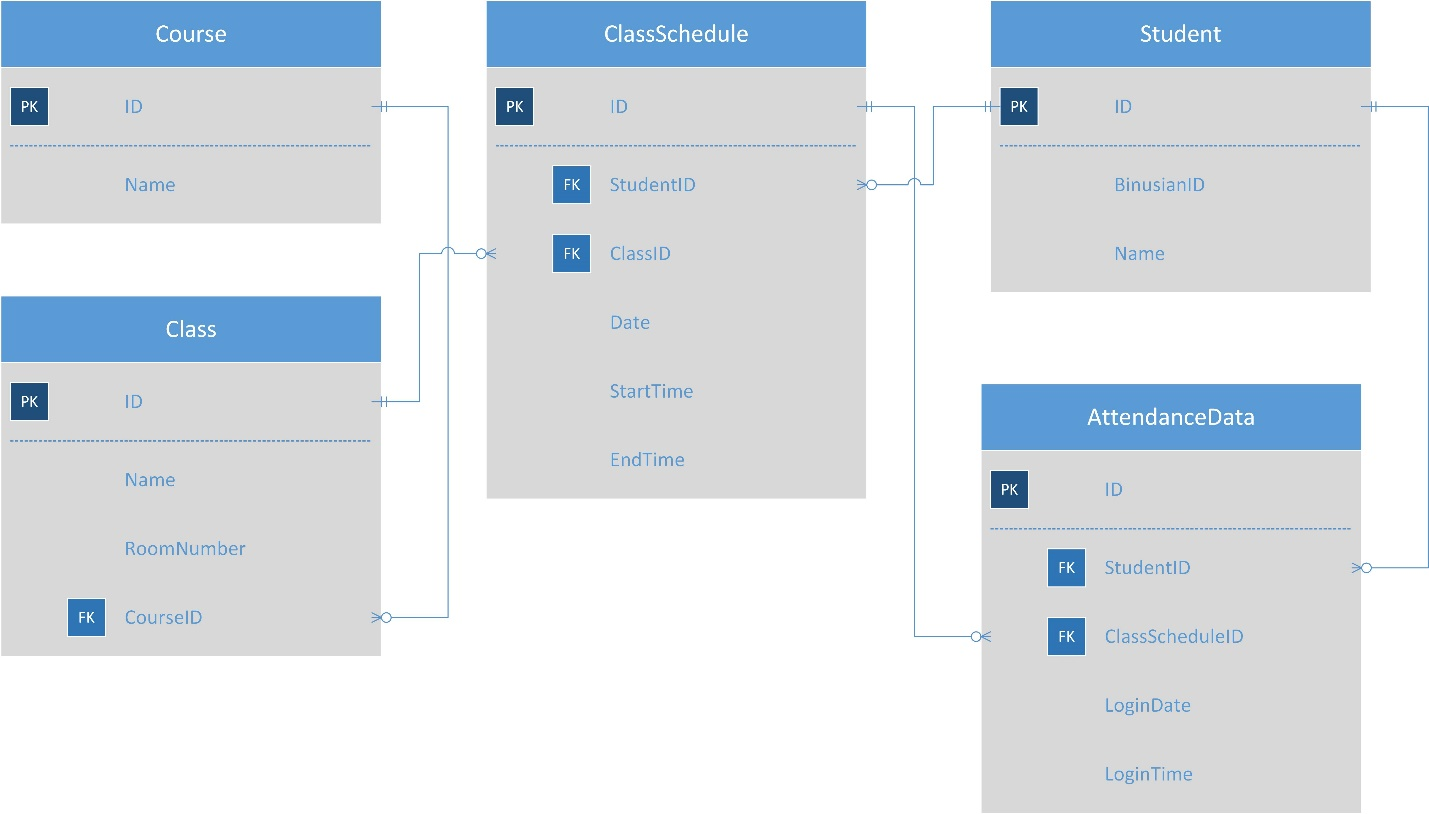 Course
PK ID
Name
Class
PK ID
Name
RoomNumber
FK CourseID
ClassSchedule
PK ID
FK StudentID
FK ClassID
Date
StartTime
EndTime
Student
PK ID
BinusianID
Name
AttendanceData
PK ID
FK StudentID
FK ClassScheduleID
LoginDate
LoginTime